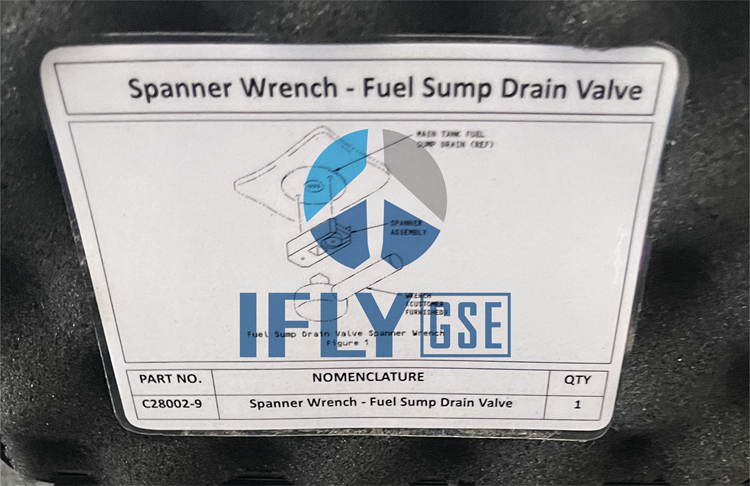 Spanner Wrench - Fuel Sump Drain Valve
MAIN TANK FUEL
SUMP DRAIN (REF)
SPANNER
ASSEMBLY
WRENCH
(CUSTOMER
FURNISHED
IFLY GSE
Fuel Sump Drain Valve Spanner Wrench
Figure 1
PART NO. NOMENCLATURE QTY
C28002-9 Spanner Wrench - Fuel Sump Drain Valve 1